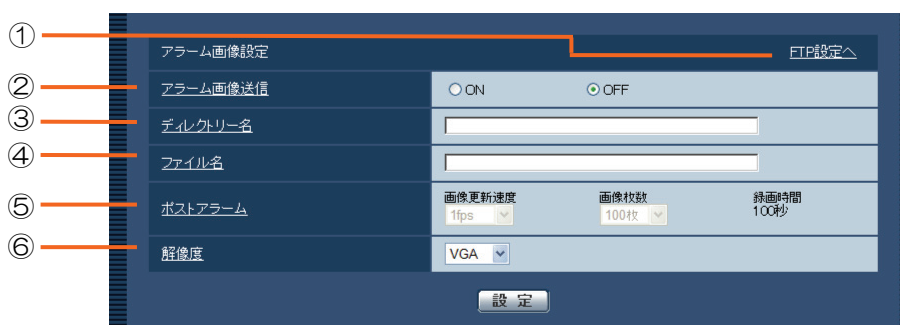 ①
アラーム画像設定 FTP設定へ
② アラーム画像送信 ON OFF
③ ディレクトリー名
④ ファイル名
⑤ ポストアラーム 画像更新速度 画像枚数 録画時間
1fps 100枚 100秒
⑥ 解像度 VGA
設定